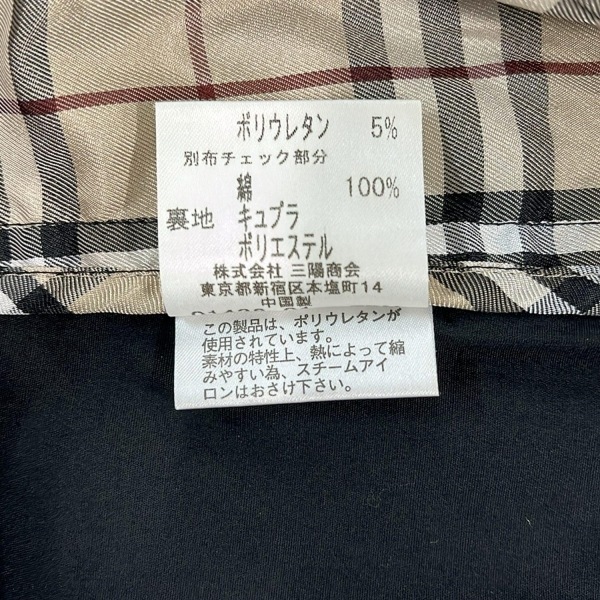 ポリウレタン 5%
別布チェック部分
綿 100%
裏地 キュプラ
ポリエステル
株式会社 三陽商会
東京都新宿区本塩町14
中国製
この製品は、ポリウレタンが
使用されています。
素材の特性上、熱によって縮
みやすい為、スチームアイ
ロンはおさけ下さい。